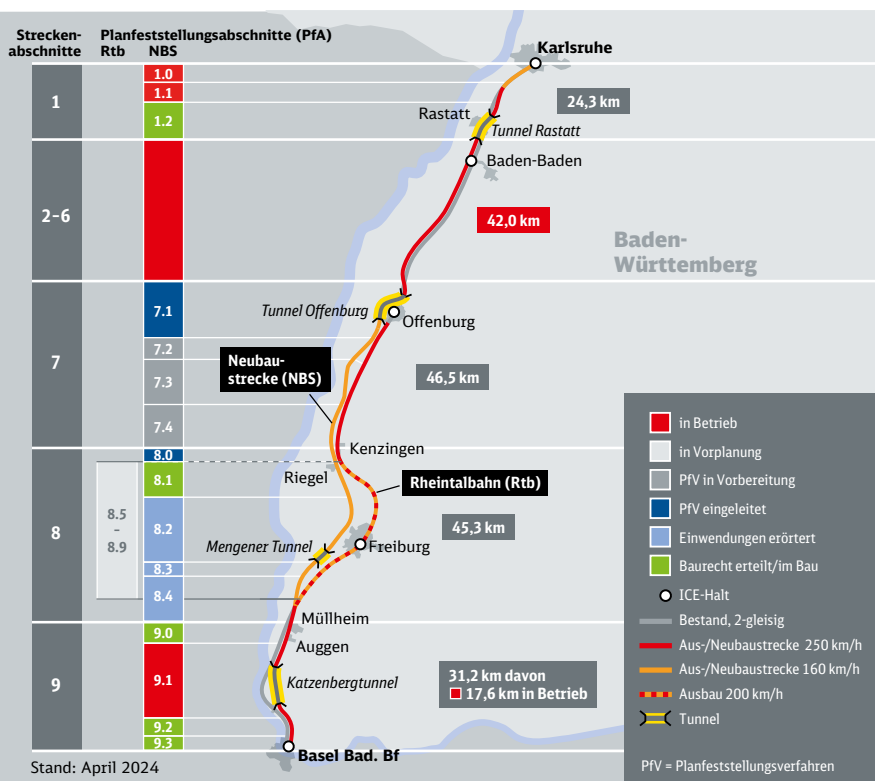 Strecken-
abschnitte
Planfeststellungsabschnitte (PfA)
Rtb
NBS
1
1.0
1.1
1.2
2–6
7
7.1
7.2
7.3
7.4
8
8.5
–
8.9
8.0
8.1
8.2
8.3
8.4
9
9.0
9.1
9.2
9.3
Karlsruhe
24,3 km
Rastatt
Tunnel Rastatt
Baden-Baden
42,0 km
Baden-
Württemberg
Tunnel Offenburg
Offenburg
Neubau-
strecke (NBS)
46,5 km
Kenzingen
Riegel
Rheintalbahn (Rtb)
45,3 km
Mengener Tunnel
Freiburg
Müllheim
Auggen
Katzenbergtunnel
31,2 km davon
17,6 km in Betrieb
Basel Bad. Bf
Stand: April 2024
in Betrieb
in Vorplanung
PfV in Vorbereitung
PfV eingeleitet
Einwendungen erörtert
Baurecht erteilt/im Bau
ICE-Halt
Bestand, 2-gleisig
Aus-/Neubaustrecke 250 km/h
Aus-/Neubaustrecke 160 km/h
Ausbau 200 km/h
Tunnel
PfV = Planfeststellungsverfahren